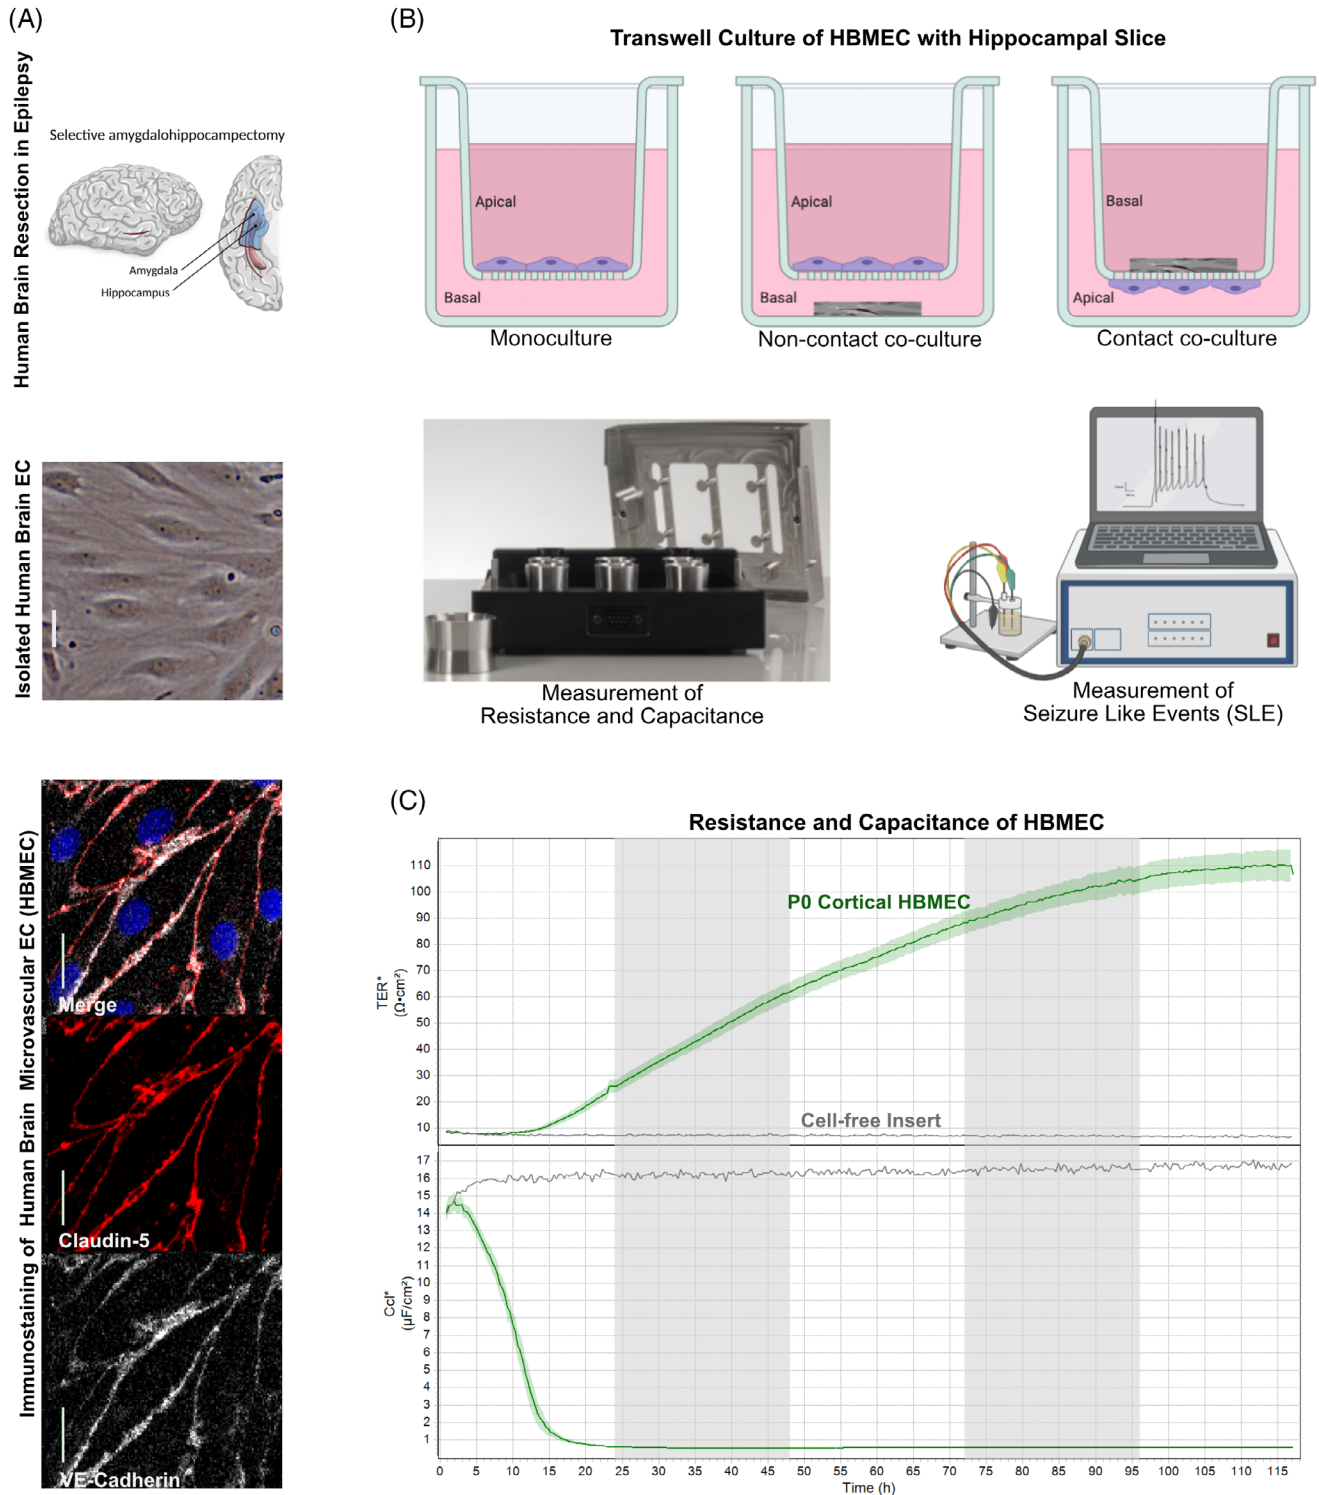 (A)
Human Brain Resection in Epilepsy
Selective amygdalohippocampectomy
Amygdala
Hippocampus
Isolated Human Brain EC
Immunostaining of Human Brain Microvascular EC (HBMEC)
Merge
Claudin-5
VE-Cadherin
(B)
Transwell Culture of HBMEC with Hippocampal Slice
Apical
Basal
Monoculture
Apical
Basal
Non-contact co-culture
Basal
Apical
Contact co-culture
Measurement of
Resistance and Capacitance
Measurement of
Seizure Like Events (SLE)
(C)
Resistance and Capacitance of HBMEC
TER*
(Ω•cm²)
110
100
90
80
70
60
50
40
30
20
10
P0 Cortical HBMEC
Cell-free Insert
Ccl*
(µF/cm²)
17
16
15
14
13
12
11
10
9
8
7
6
5
4
3
2
1
0 5 10 15 20 25 30 35 40 45 50 55 60 65 70 75 80 85 90 95 100 105 110 115
Time (h)